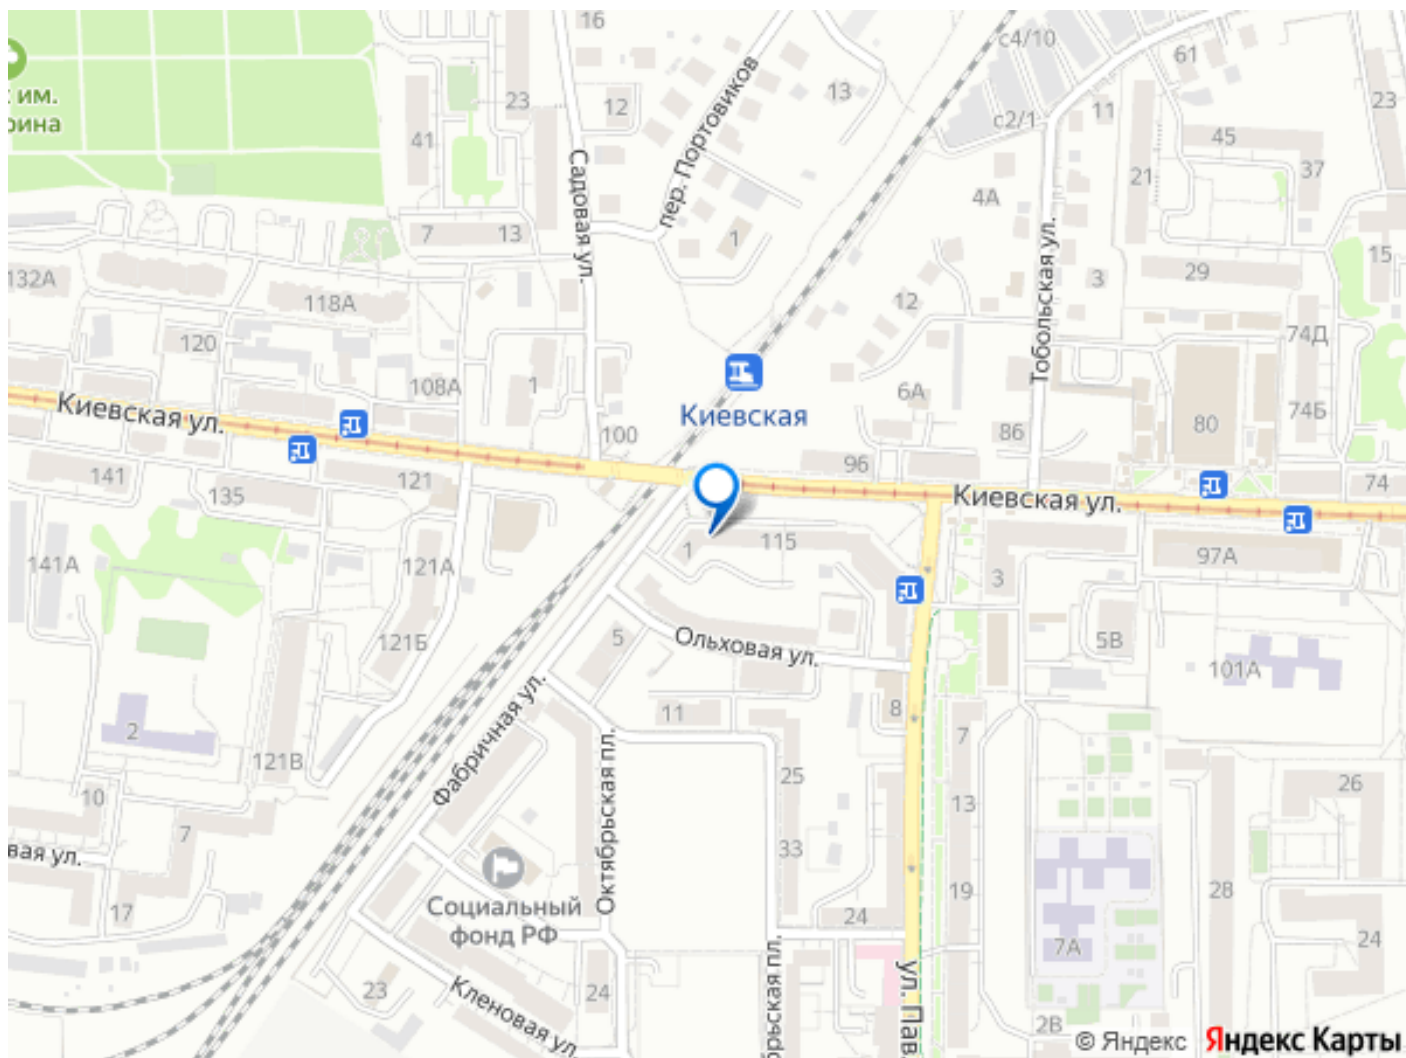 16
с4/10
61
к им.
рина
23
12
13
11
23
с2/1
41
45
37
Садовая ул.
пер. Портовиков
4А
21
7
13
1
Тобольская ул.
15
132А
118А
12
3
29
120
74Д
108А
1
6А
Киевская ул.
Киевская
74Б
100
86
80
141
135
121
96
Киевская ул.
74
141А
121А
1
115
3
97А
121Б
5
Ольховая ул.
5В
101А
2
11
8
7
121В
Фабричная ул.
Октябрьская пл.
25
26
10
13
7
вая ул.
33
17
Социальный
фонд РФ
19
28
24
7А
24
23
Кленовая ул.
24
брьская пл.
ул. Пав
2В
© Яндекс
Яндекс Карты